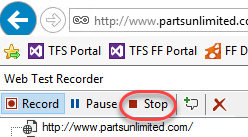 http://www.partsunlimited.com/
TFS Portal TFS Portal FF D
Web Test Recorder
Record Pause Stop
http://www.partsunlimited.com/